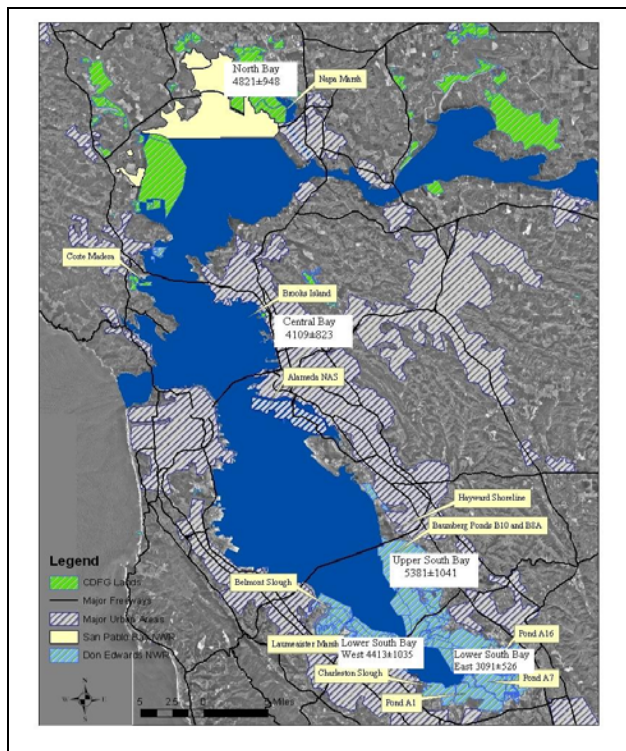 North Bay
4821±948
Napa Marsh
Corte Madera
Brooks Island
Central Bay
4109±823
Alameda NAS
Hayward Shoreline
Baumberg Ponds B10 and B8A
Upper South Bay
5381±1041
Belmont Slough
Laumeister Marsh
Lower South Bay
West 4413±1035
Lower South Bay
East 3091±526
Pond A16
Charleston Slough
Pond A7
Pond A1
Legend
CDFG Lands
Major Freeways
Major Urban Areas
San Pablo Bay NWR
Don Edwards NWR
5 2.5 0 5 Miles